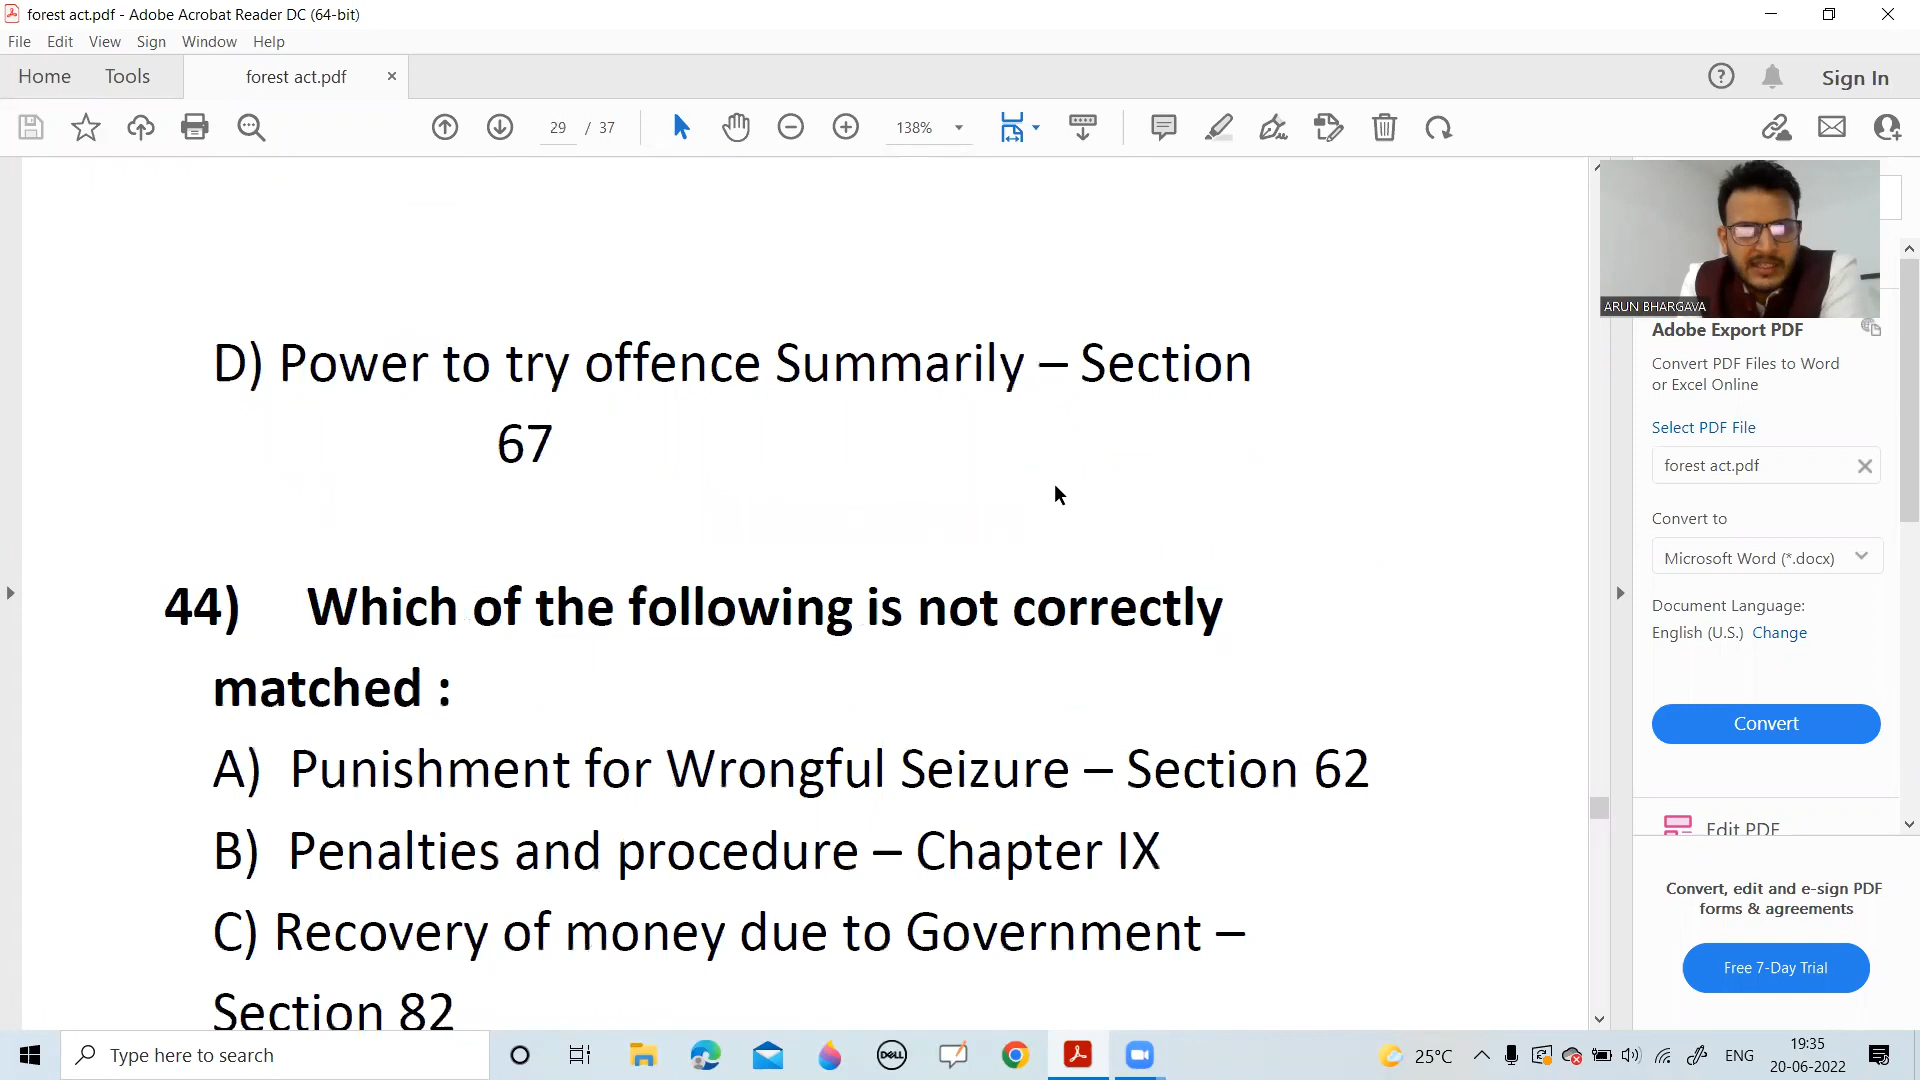 forest act.pdf - Adobe Acrobat Reader DC (64-bit)
File Edit View Sign Window Help
Home Tools forest act.pdf × Sign In
29 / 37 138%
D) Power to try offence Summarily – Section
67
44) Which of the following is not correctly
matched :
A) Punishment for Wrongful Seizure – Section 62
B) Penalties and procedure – Chapter IX
C) Recovery of money due to Government –
Section 82
ARUN BHARGAVA
Adobe Export PDF
Convert PDF Files to Word
or Excel Online
Select PDF File
forest act.pdf
Convert to
Microsoft Word (*.docx)
Document Language:
English (U.S.) Change
Convert
Edit PDF
Convert, edit and e-sign PDF
forms & agreements
Free 7-Day Trial
Type here to search
DELL
25°C ENG
19:35
20-06-2022